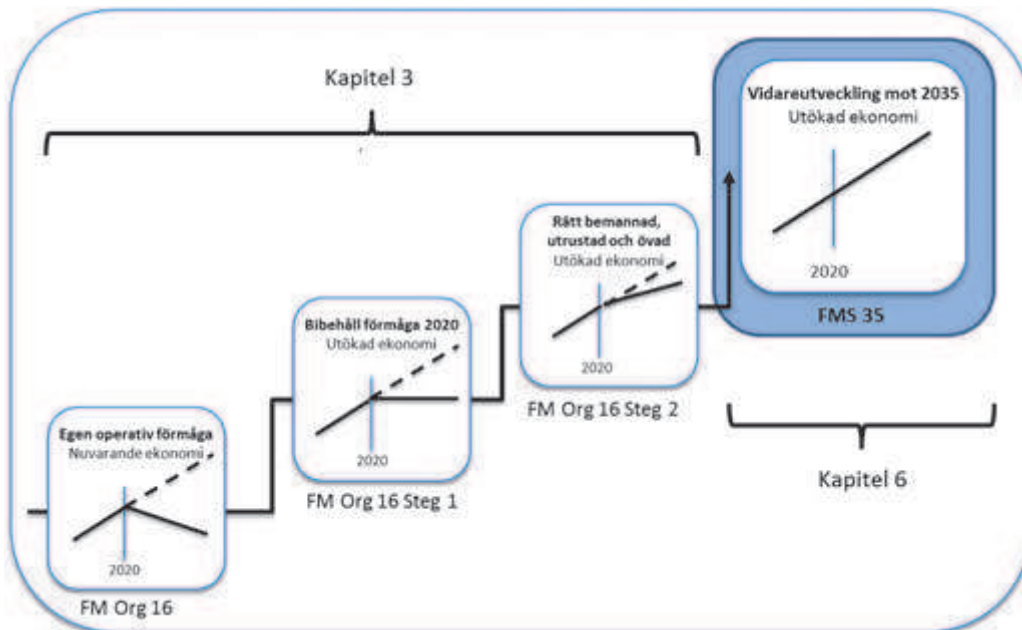 Kapitel 3
Vidareutveckling mot 2035
Utökad ekonomi
2020
FMS 35
Rätt bemannad,
utrustad och övad
Utökad ekonomi
2020
FM Org 16 Steg 2
Bibehåll förmåga 2020
Utökad ekonomi
2020
FM Org 16 Steg 1
Egen operativ förmåga
Nuvarande ekonomi
2020
FM Org 16
Kapitel 6